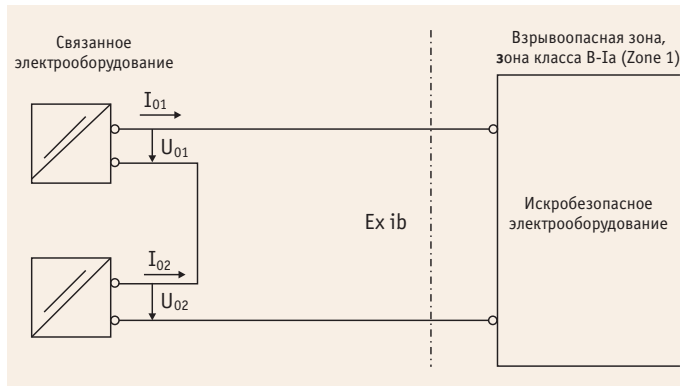 Связанное
электрооборудование
Взрывоопасная зона,
зона класса В-Iа (Zone 1)
I01
U01
Ex ib
Искробезопасное
электрооборудование
I02
U02